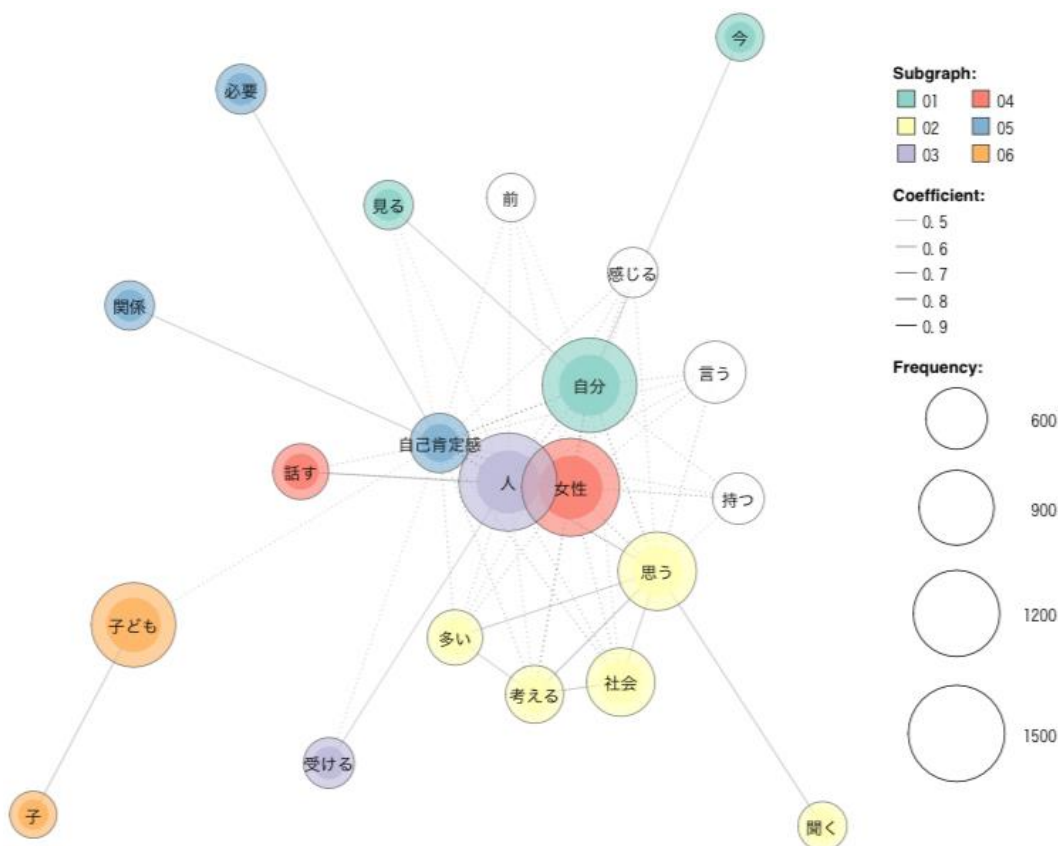 今
必要
見る
前
感じる
関係
自分
言う
自己肯定感
話す
人
女性
持つ
思う
子ども
多い
考える
社会
受ける
子
聞く
Subgraph:
01 04
02 05
03 06
Coefficient:
0.5
0.6
0.7
0.8
0.9
Frequency:
600
900
1200
1500